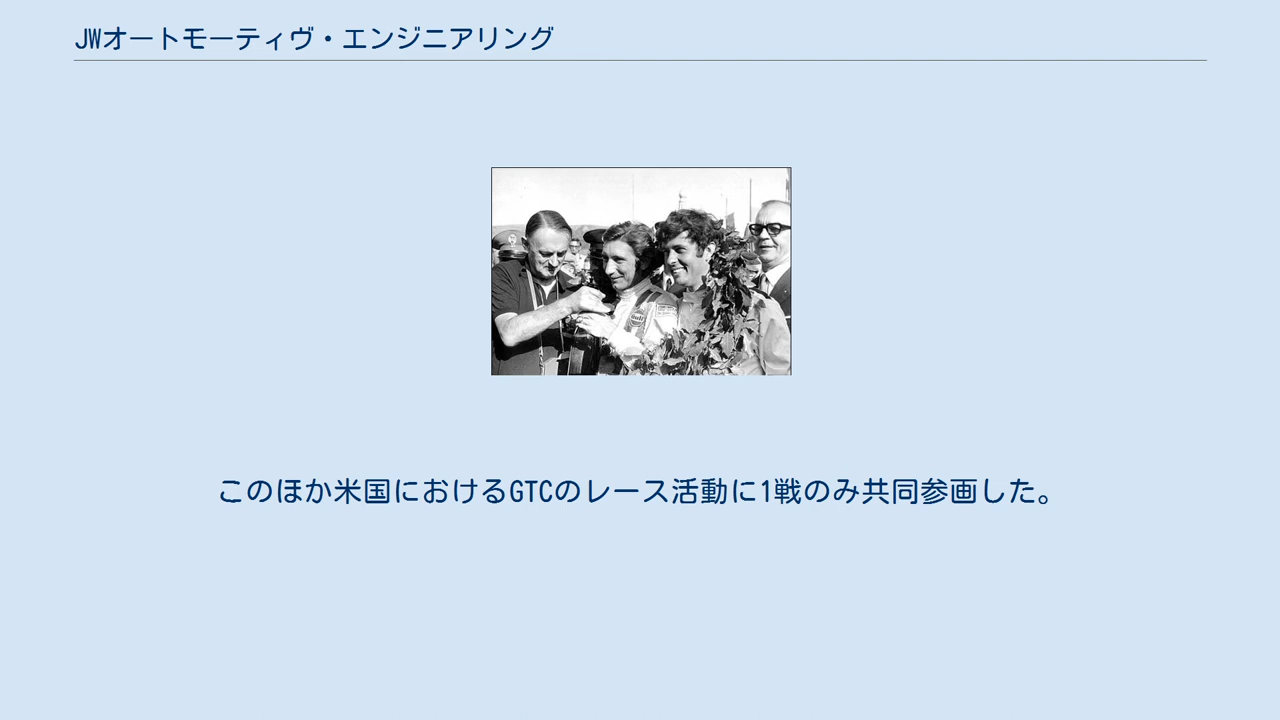 JWオートモーティヴ・エンジニアリング
このほか米国におけるGTCのレース活動に1戦のみ共同参画した。